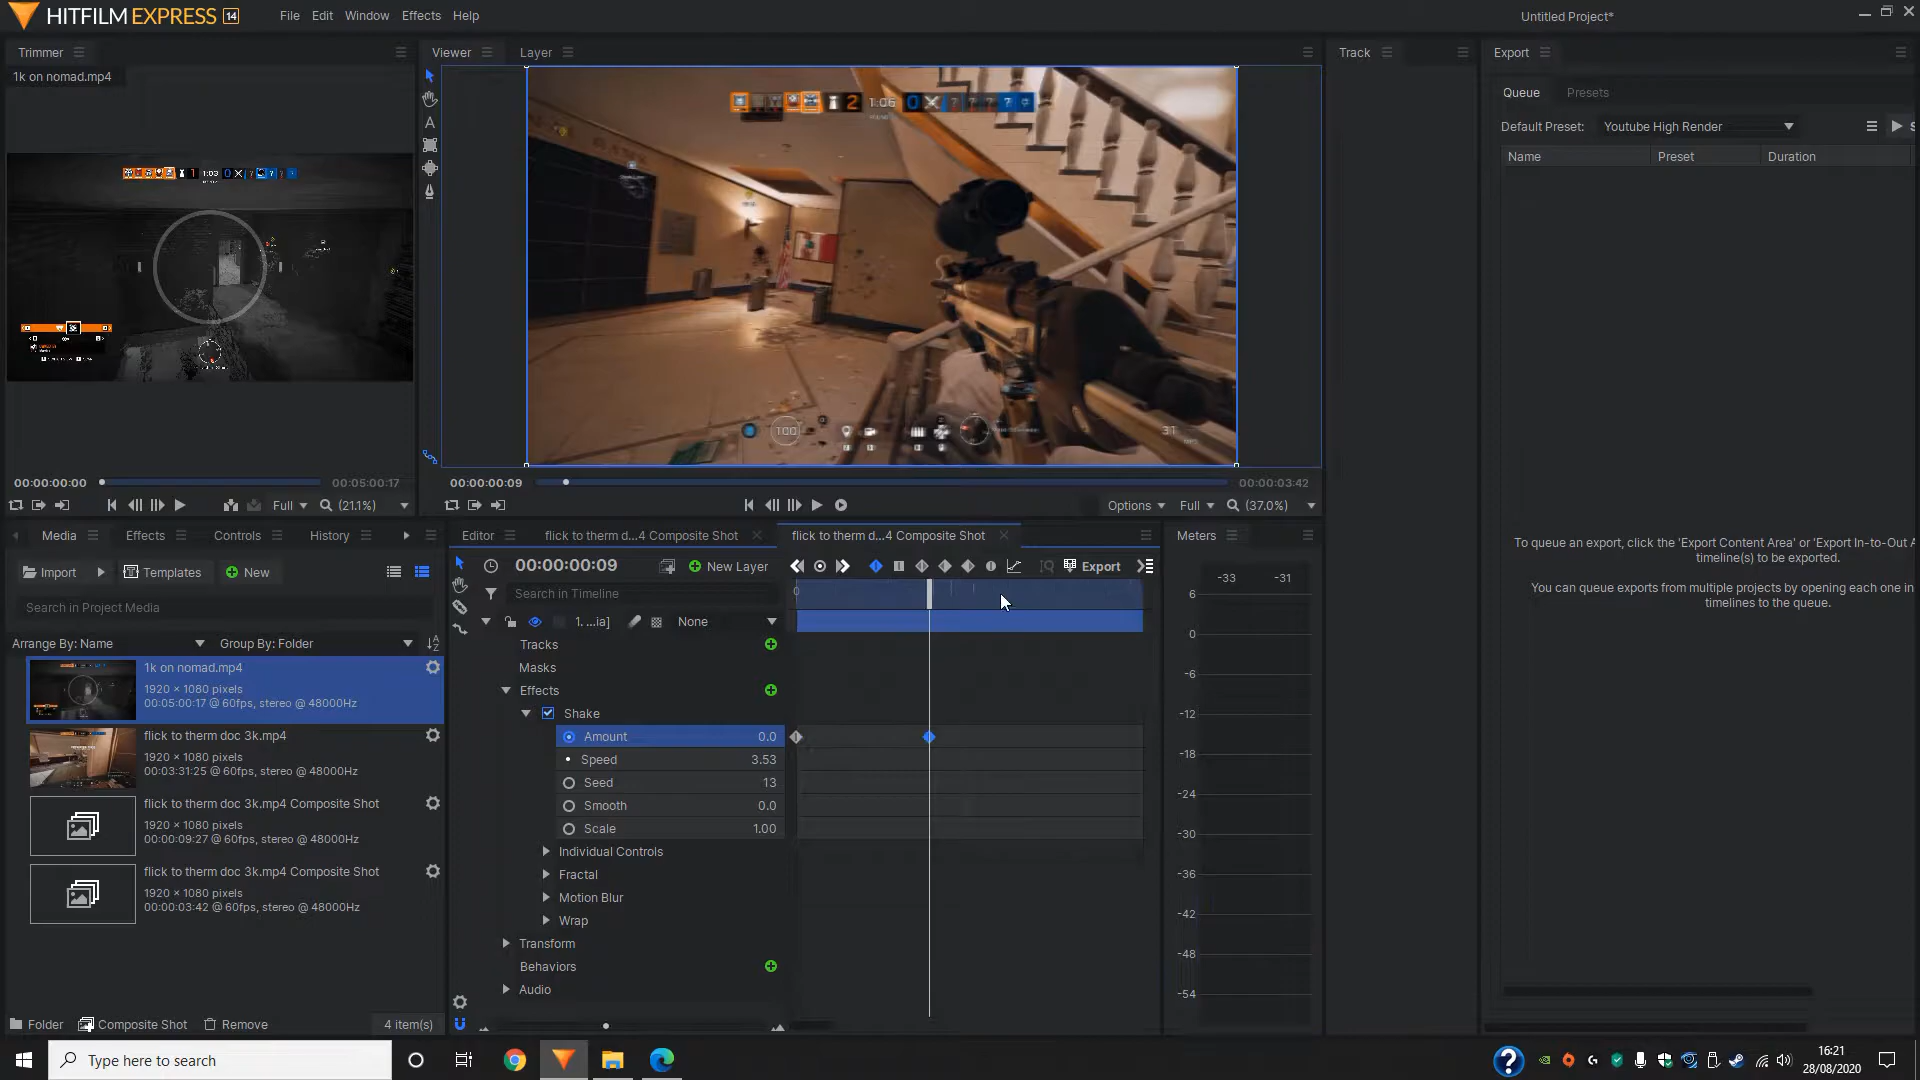 HITFILM EXPRESS 14
File Edit Window Effects Help
Untitled Project*
Trimmer
Viewer
Layer
Track
Export
1k on nomad.mp4
Queue
Presets
Default Preset: Youtube High Render
Name Preset Duration
2 1:06 0
1 1:03 0
100
31
To queue an export, click the 'Export Content Area' or 'Export In-to-Out A
timeline(s) to be exported.
You can queue exports from multiple projects by opening each one in
timelines to the queue.
00:00:00:00
00:05:00:17
00:00:00:09
00:00:03:42
Full (21.1%)
Options Full (37.0%)
Media Effects Controls History
Import Templates New
Search in Project Media
Arrange By: Name Group By: Folder
1k on nomad.mp4
1920 × 1080 pixels
00:05:00:17 @ 60fps, stereo @ 48000Hz
flick to therm doc 3k.mp4
1920 × 1080 pixels
00:03:31:25 @ 60fps, stereo @ 48000Hz
flick to therm doc 3k.mp4 Composite Shot
1920 × 1080 pixels
00:00:09:27 @ 60fps, stereo @ 48000Hz
flick to therm doc 3k.mp4 Composite Shot
1920 × 1080 pixels
00:00:03:42 @ 60fps, stereo @ 48000Hz
Folder Composite Shot Remove 4 item(s)
Editor
flick to therm d...4 Composite Shot
flick to therm d...4 Composite Shot
00:00:00:09
New Layer
Export
Search in Timeline
0
1. ...ia] None
Tracks
Masks
Effects
Shake
Amount 0.0
Speed 3.53
Seed 13
Smooth 0.0
Scale 1.00
Individual Controls
Fractal
Motion Blur
Wrap
Transform
Behaviors
Audio
Meters
-33 -31
6
0
-6
-12
-18
-24
-30
-36
-42
-48
-54
Type here to search
16:21
28/08/2020